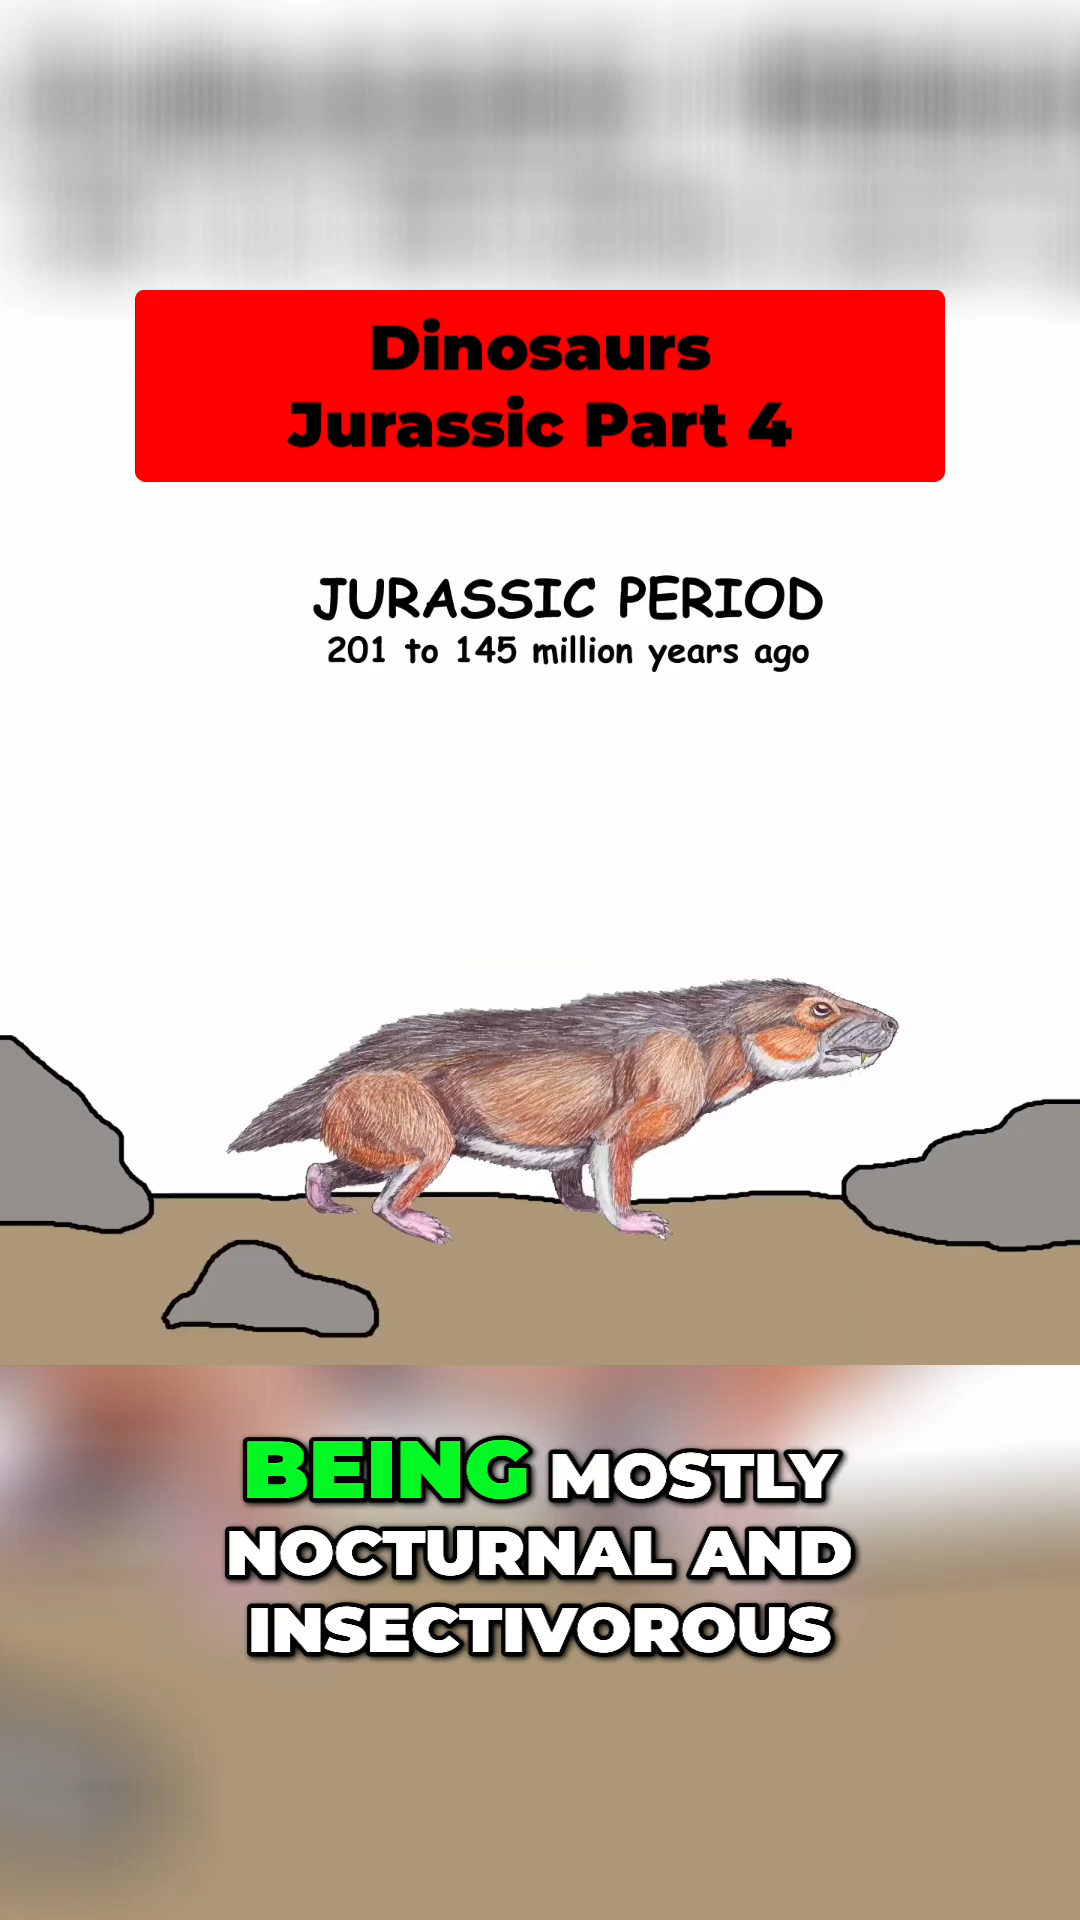 Dinosaurs
Jurassic Part 4
JURASSIC PERIOD
201 to 145 million years ago
BEING MOSTLY
NOCTURNAL AND
INSECTIVOROUS